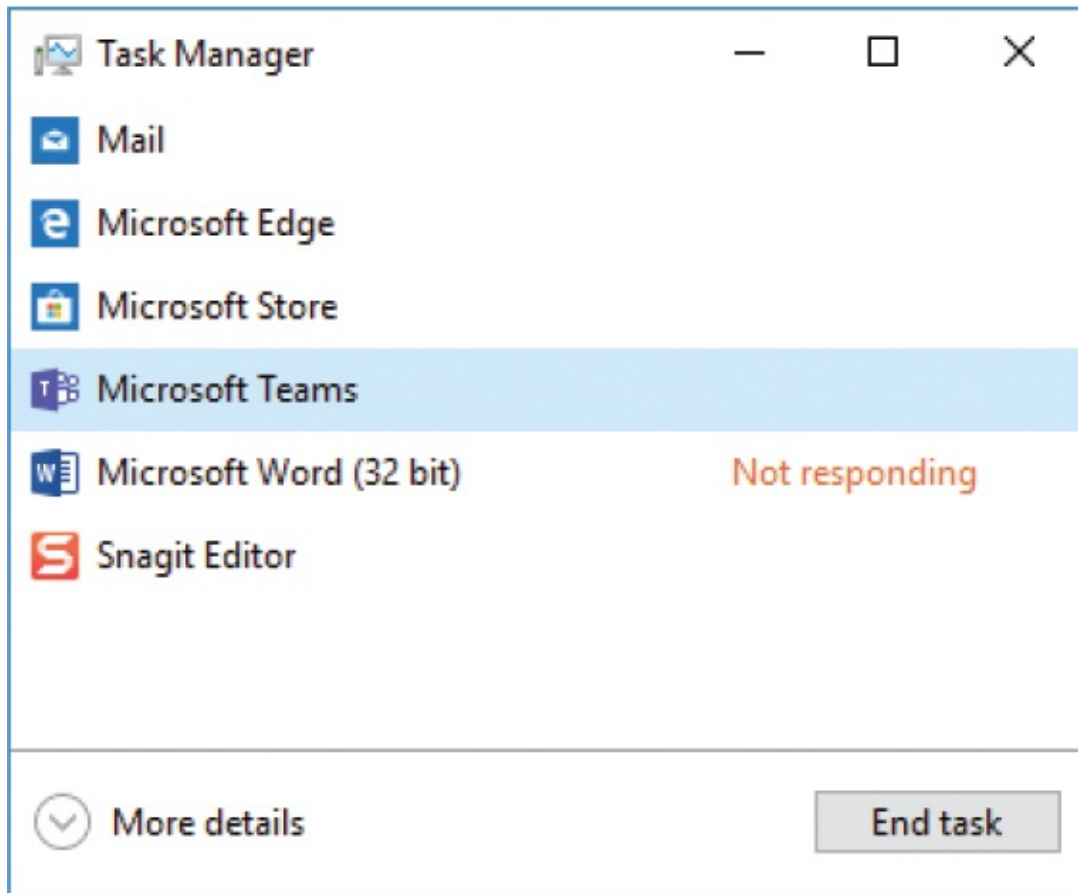 Task Manager
Mail
Microsoft Edge
Microsoft Store
Microsoft Teams
Microsoft Word (32 bit) Not responding
Snagit Editor
More details End task